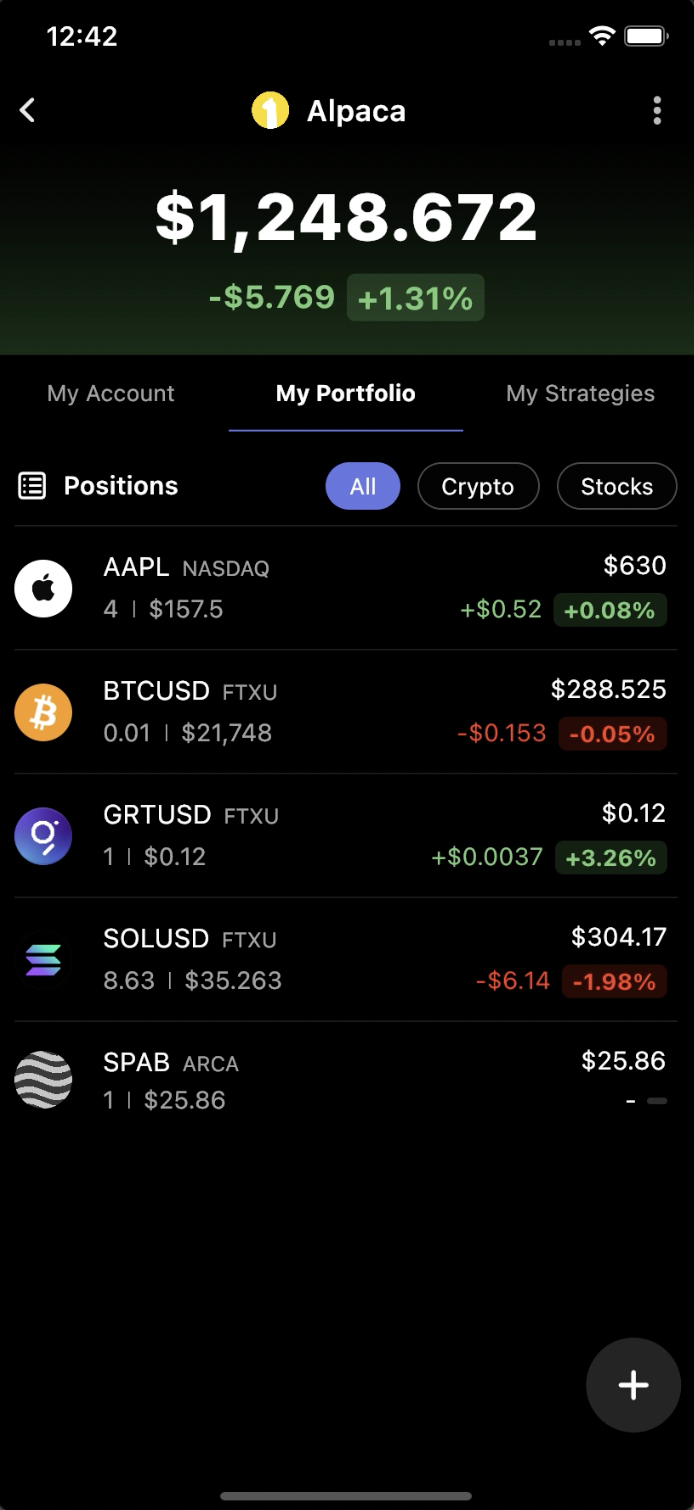 12:42
Alpaca
$1,248.672
-$5.769 +1.31%
My Account My Portfolio My Strategies
Positions All Crypto Stocks
AAPL NASDAQ $630
4 | $157.5 +$0.52 +0.08%
BTCUSD FTXU $288.525
0.01 | $21,748 -$0.153 -0.05%
GRTUSD FTXU $0.12
1 | $0.12 +$0.0037 +3.26%
SOLUSD FTXU $304.17
8.63 | $35.263 -$6.14 -1.98%
SPAB ARCA $25.86
1 | $25.86 -